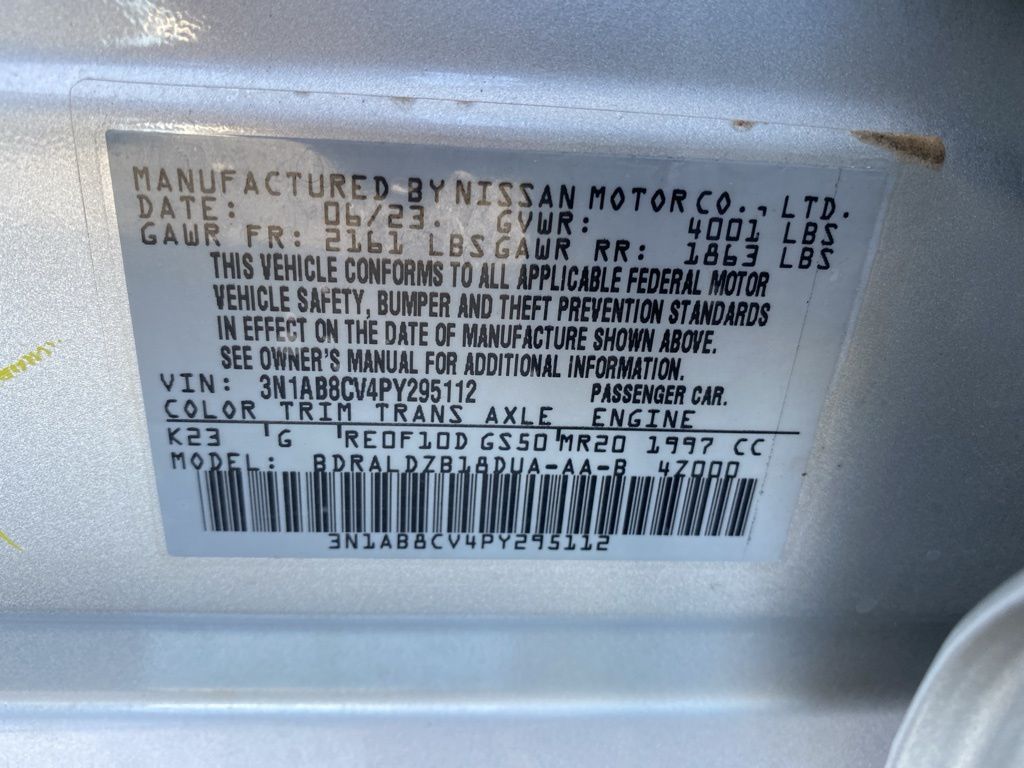 MANUFACTURED BY NISSAN MOTOR CO., LTD.
DATE: 06/23. GVWR: 4001 LBS
GAWR FR: 2161 LBS GAWR RR: 1863 LBS
THIS VEHICLE CONFORMS TO ALL APPLICABLE FEDERAL MOTOR
VEHICLE SAFETY, BUMPER AND THEFT PREVENTION STANDARDS
IN EFFECT ON THE DATE OF MANUFACTURE SHOWN ABOVE.
SEE OWNER'S MANUAL FOR ADDITIONAL INFORMATION.
VIN: 3N1AB8CV4PY295112 PASSENGER CAR.
COLOR TRIM TRANS AXLE ENGINE
K23 G RE0F10D GS50 MR20 1997 CC
MODEL: BDRALDZB18DUA-AA-B 4Z000
3N1AB8CV4PY295112